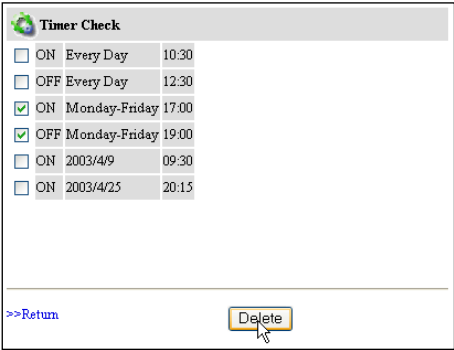 Timer Check
ON Every Day 10:30
OFF Every Day 12:30
ON Monday-Friday 17:00
OFF Monday-Friday 19:00
ON 2003/4/9 09:30
ON 2003/4/25 20:15
>>Return Delete